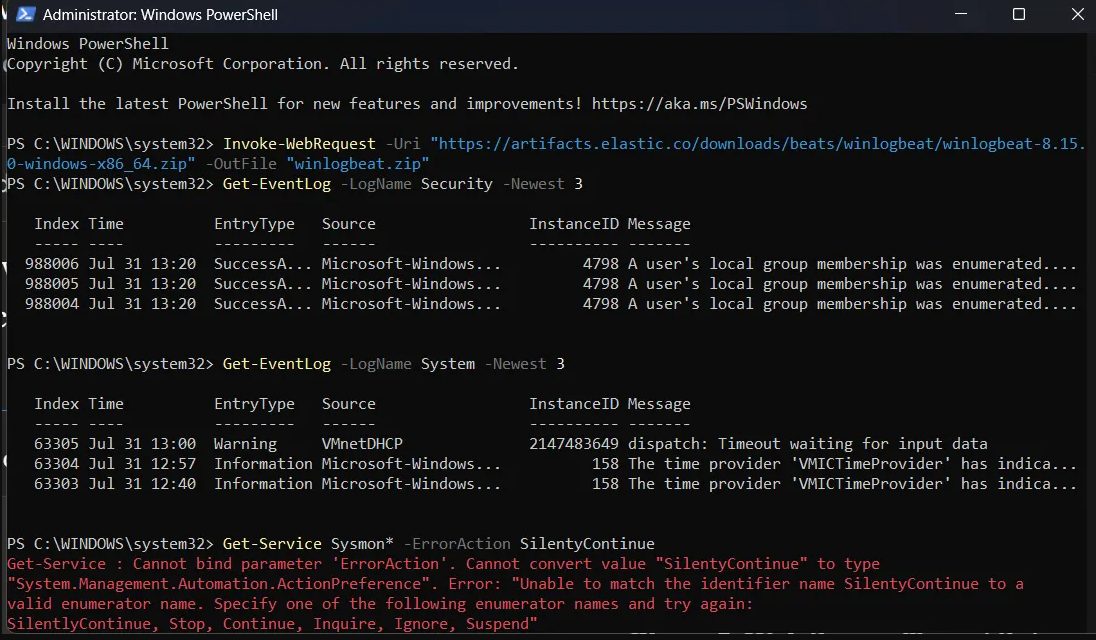 Administrator: Windows PowerShell
Windows PowerShell
Copyright (C) Microsoft Corporation. All rights reserved.
Install the latest PowerShell for new features and improvements! https://aka.ms/PSWindows
PS C:\WINDOWS\system32> Invoke-WebRequest -Uri "https://artifacts.elastic.co/downloads/beats/winlogbeat/winlogbeat-8.15.
0-windows-x86_64.zip" -OutFile "winlogbeat.zip"
PS C:\WINDOWS\system32> Get-EventLog -LogName Security -Newest 3
Index Time EntryType Source InstanceID Message
----- ---- --------- ------ ---------- -------
988006 Jul 31 13:20 SuccessA... Microsoft-Windows... 4798 A user's local group membership was enumerated....
988005 Jul 31 13:20 SuccessA... Microsoft-Windows... 4798 A user's local group membership was enumerated....
988004 Jul 31 13:20 SuccessA... Microsoft-Windows... 4798 A user's local group membership was enumerated....
PS C:\WINDOWS\system32> Get-EventLog -LogName System -Newest 3
Index Time EntryType Source InstanceID Message
----- ---- --------- ------ ---------- -------
63305 Jul 31 13:00 Warning VMnetDHCP 2147483649 dispatch: Timeout waiting for input data
63304 Jul 31 12:57 Information Microsoft-Windows... 158 The time provider 'VMICTimeProvider' has indica...
63303 Jul 31 12:40 Information Microsoft-Windows... 158 The time provider 'VMICTimeProvider' has indica...
PS C:\WINDOWS\system32> Get-Service Sysmon* -ErrorAction SilentyContinue
Get-Service : Cannot bind parameter 'ErrorAction'. Cannot convert value "SilentyContinue" to type
"System.Management.Automation.ActionPreference". Error: "Unable to match the identifier name SilentyContinue to a
valid enumerator name. Specify one of the following enumerator names and try again:
SilentlyContinue, Stop, Continue, Inquire, Ignore, Suspend"